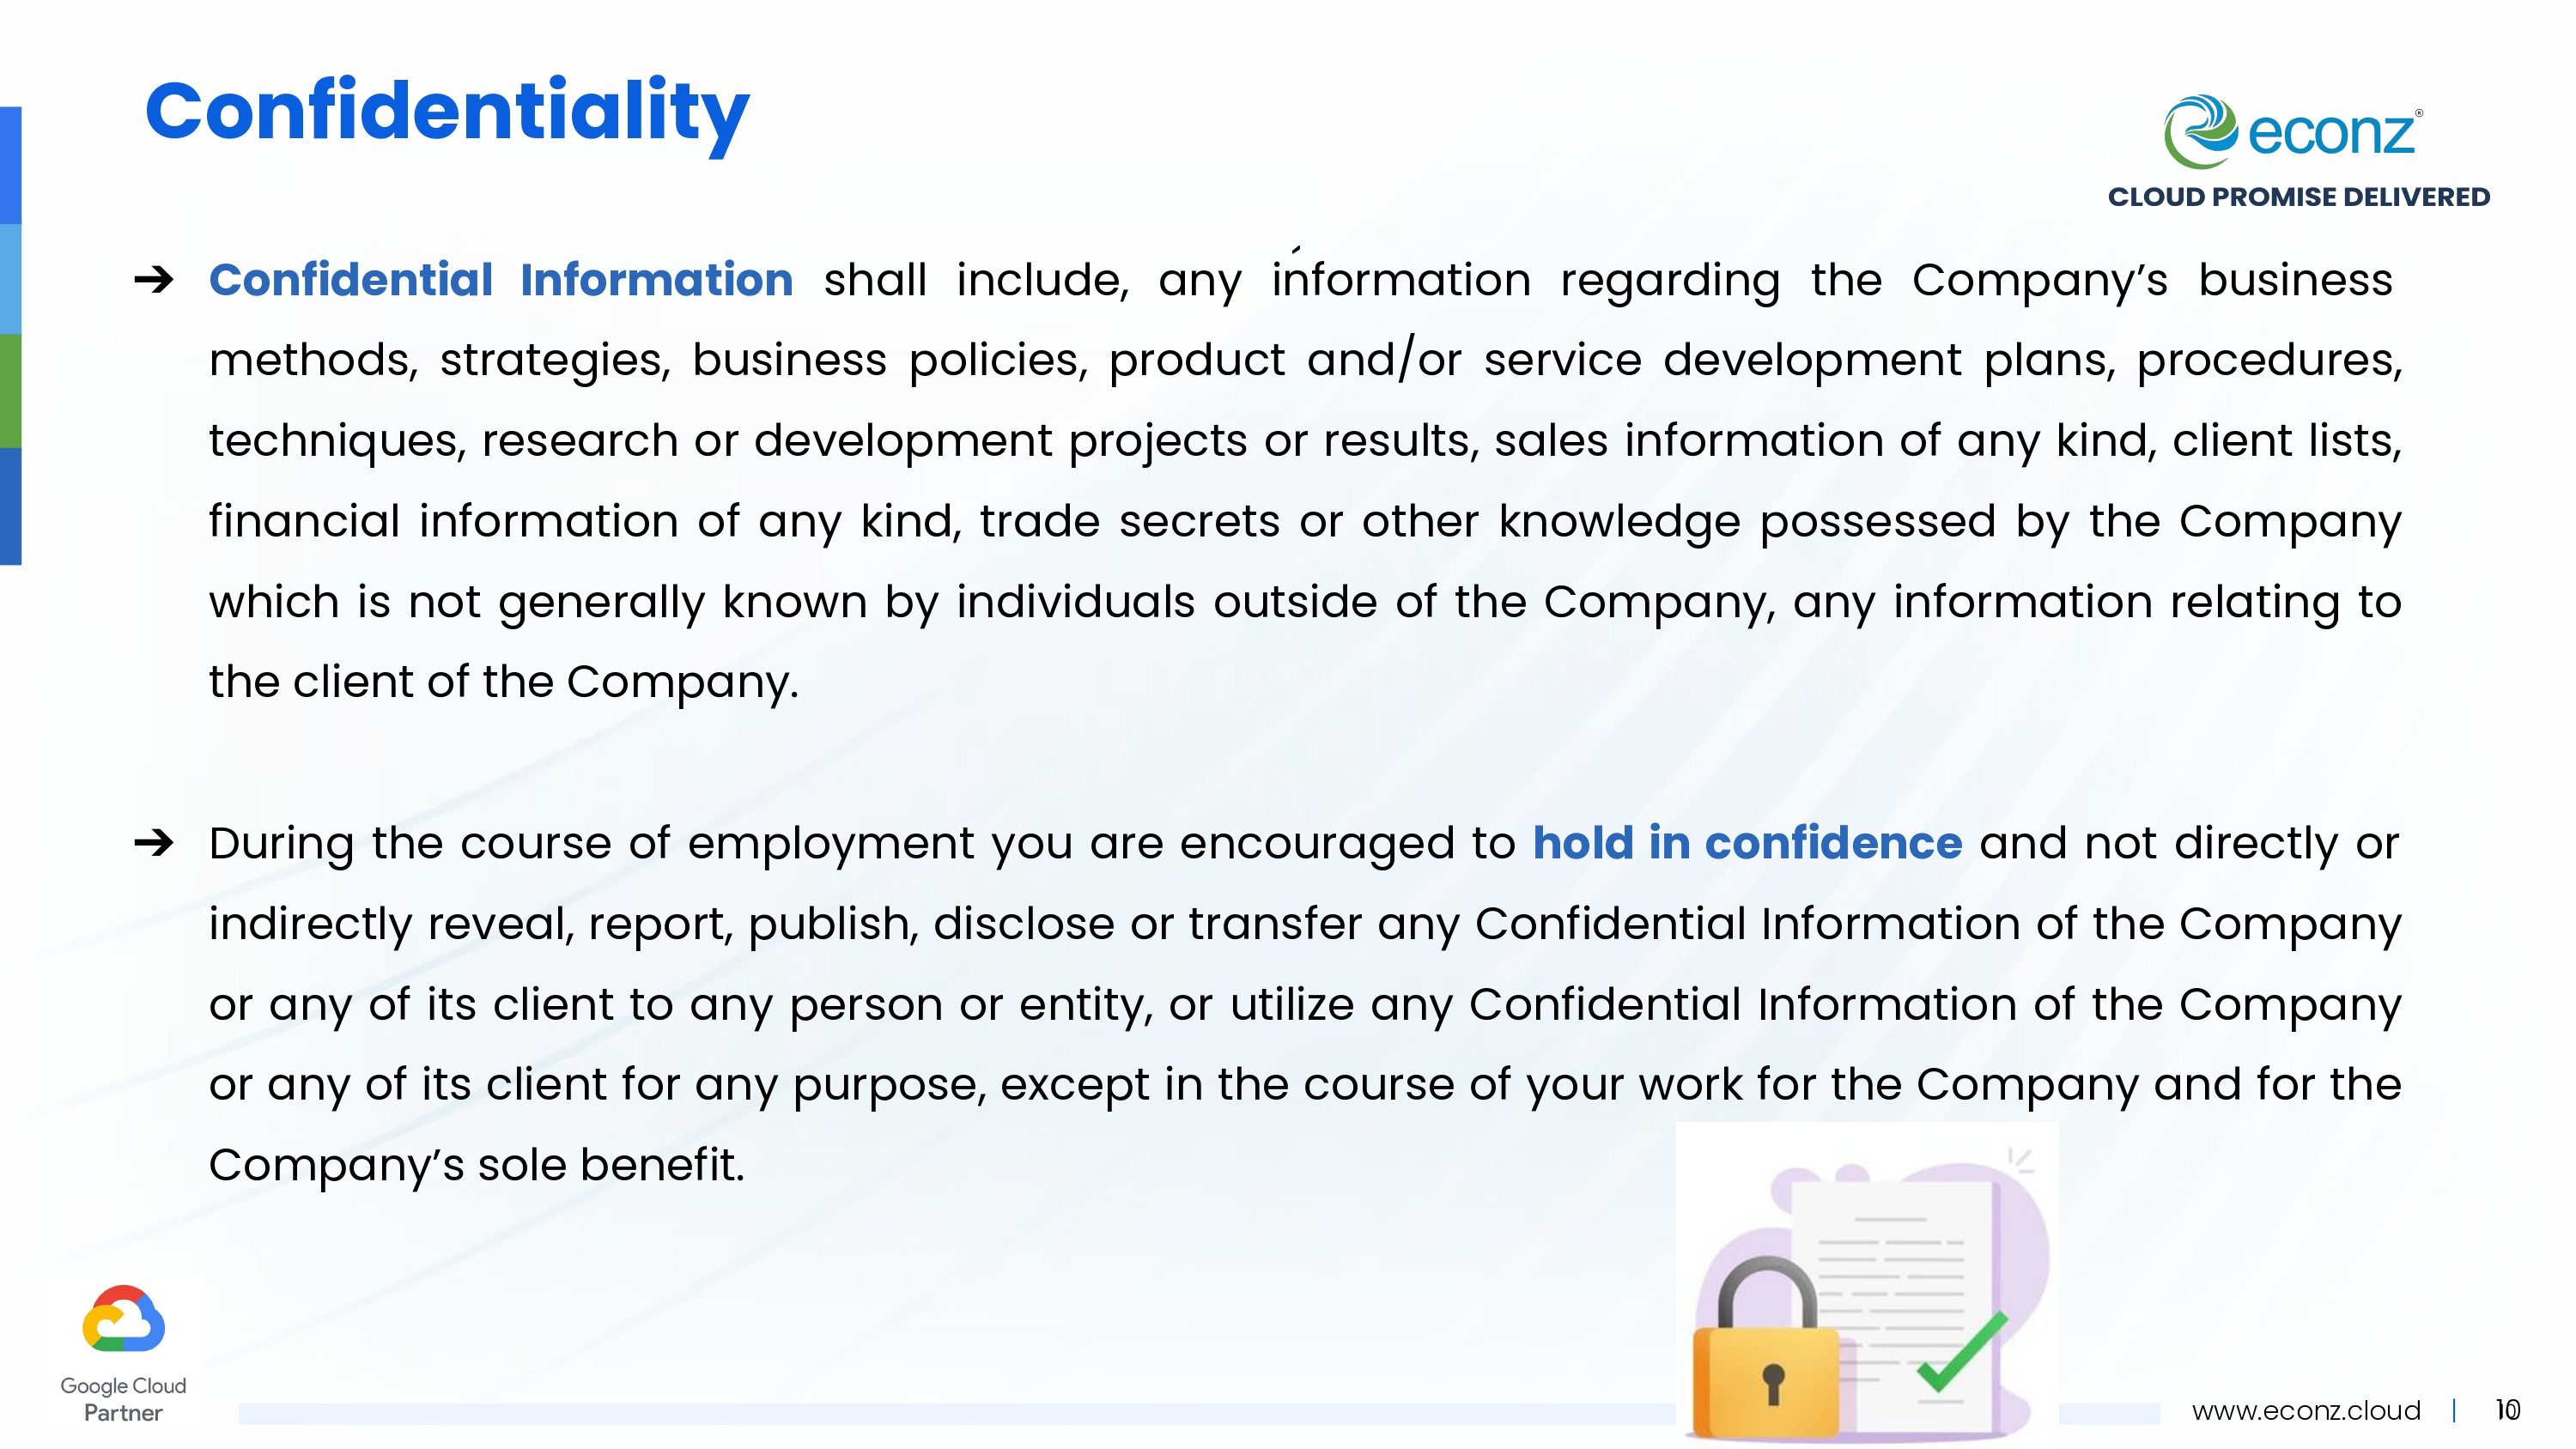 Confidentiality
econz®
CLOUD PROMISE DELIVERED
➔ Confidential Information shall include, any information regarding the Company’s business
methods, strategies, business policies, product and/or service development plans, procedures,
techniques, research or development projects or results, sales information of any kind, client lists,
financial information of any kind, trade secrets or other knowledge possessed by the Company
which is not generally known by individuals outside of the Company, any information relating to
the client of the Company.
➔ During the course of employment you are encouraged to hold in confidence and not directly or
indirectly reveal, report, publish, disclose or transfer any Confidential Information of the Company
or any of its client to any person or entity, or utilize any Confidential Information of the Company
or any of its client for any purpose, except in the course of your work for the Company and for the
Company’s sole benefit.
Google Cloud
Partner
www.econz.cloud | 10